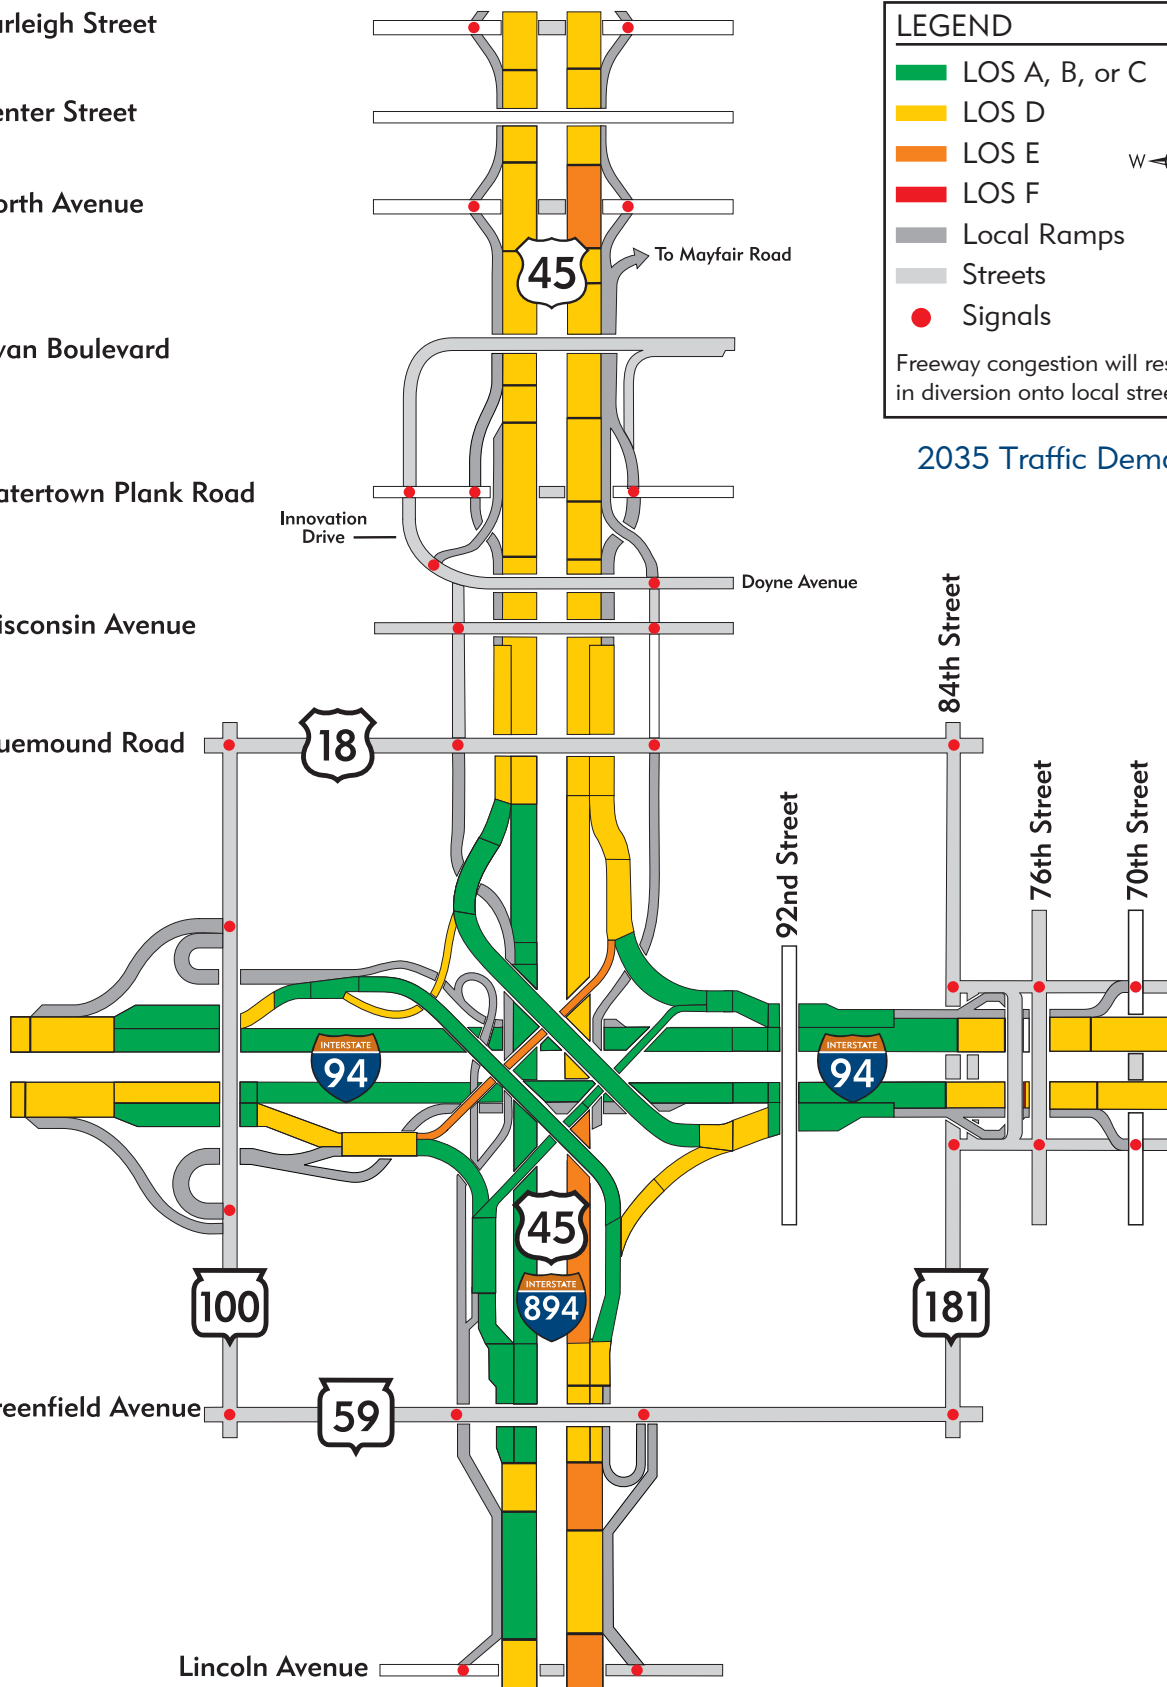 urleigh Street
LEGEND
LOS A, B, or C
enter Street
LOS D
LOS E
W
LOS F
orth Avenue
Local Ramps
To Mayfair Road
45
Streets
Signals
van Boulevard
Freeway congestion will res
in diversion onto local stree
2035 Traffic Dema
atertown Plank Road
Innovation
Drive
Doyne Avenue
isconsin Avenue
84th Street
uemound Road
18
76th Street
70th Street
92nd Street
INTERSTATE
94
INTERSTATE
94
45
INTERSTATE
894
100
181
reenfield Avenue
59
Lincoln Avenue